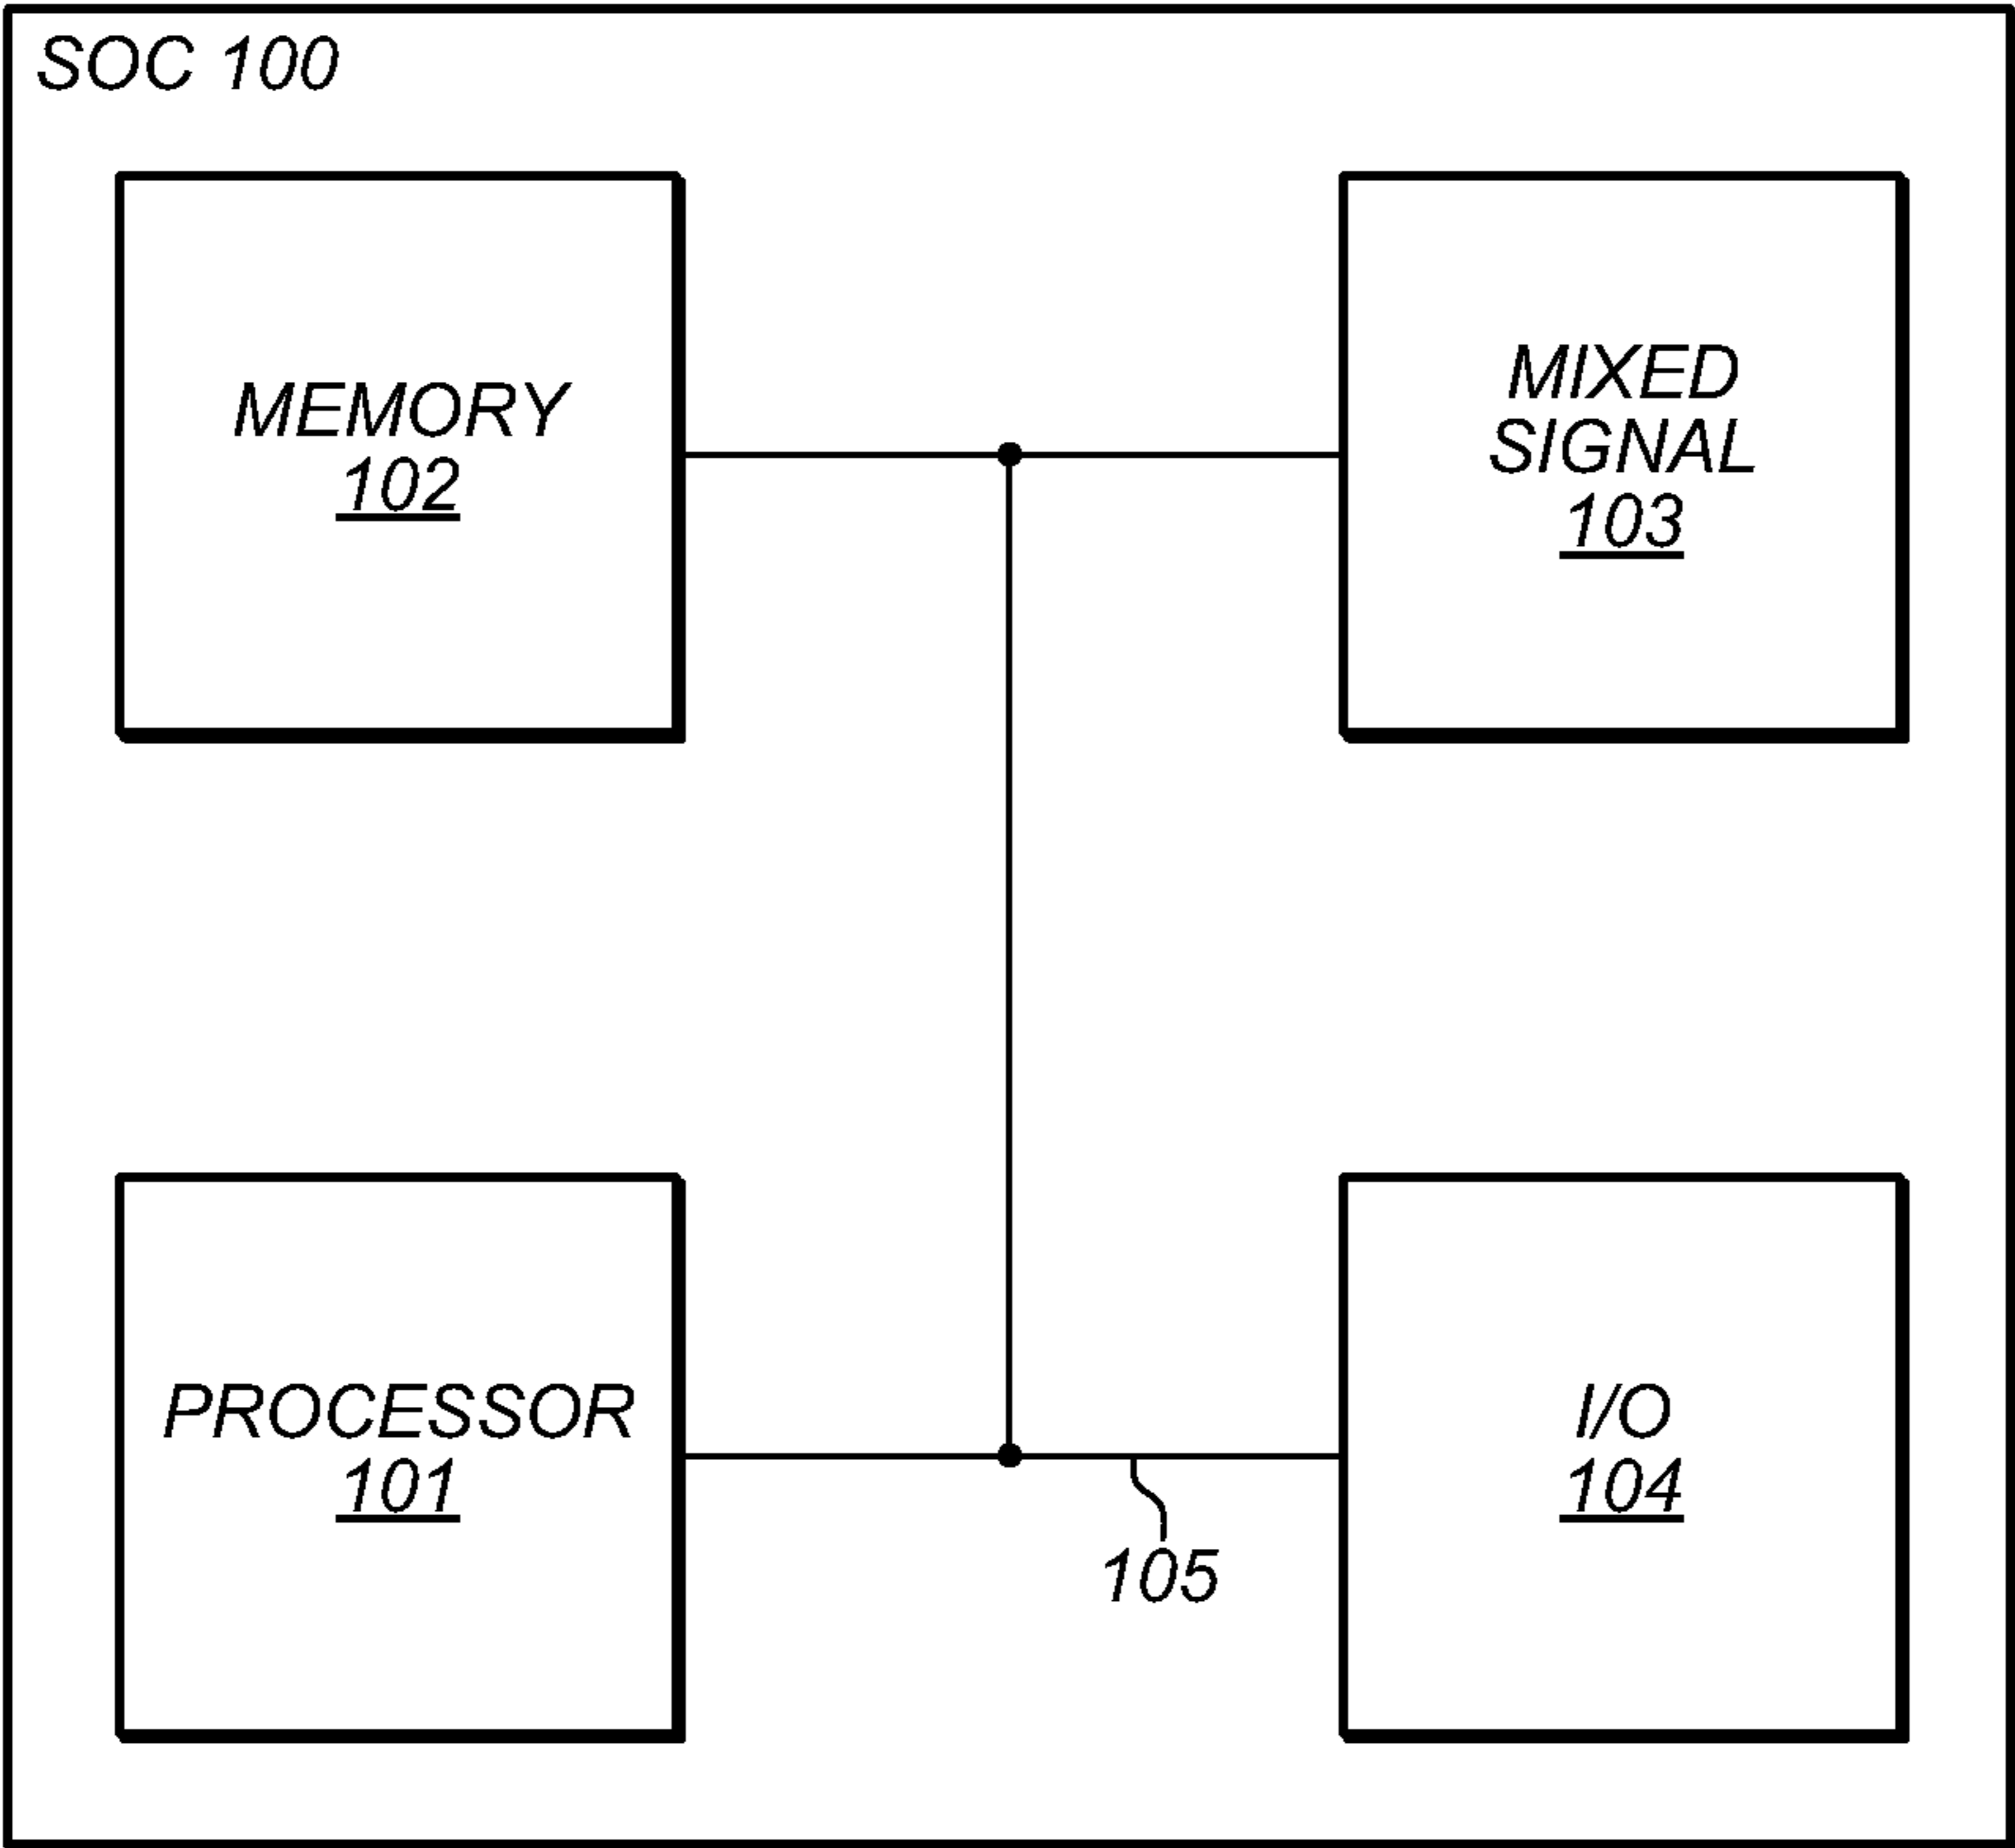 SOC 100
MEMORY
102
MIXED
SIGNAL
103
PROCESSOR
101
I/O
104
105